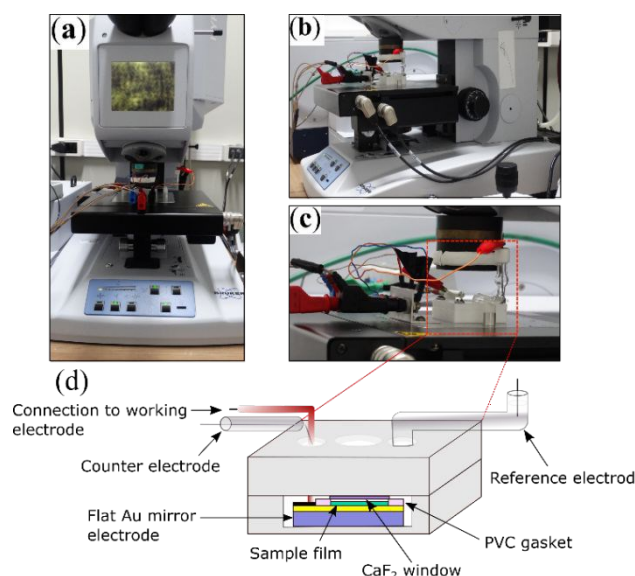 (a)
(b)
(c)
(d)
Connection to working
electrode
Counter electrode
Reference electrod
Flat Au mirror
electrode
Sample film
CaF₂ window
PVC gasket